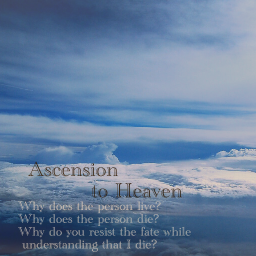 Ascension
to Heaven
Why does the person live?
Why does the person die?
Why do you resist the fate while
understanding that I die?